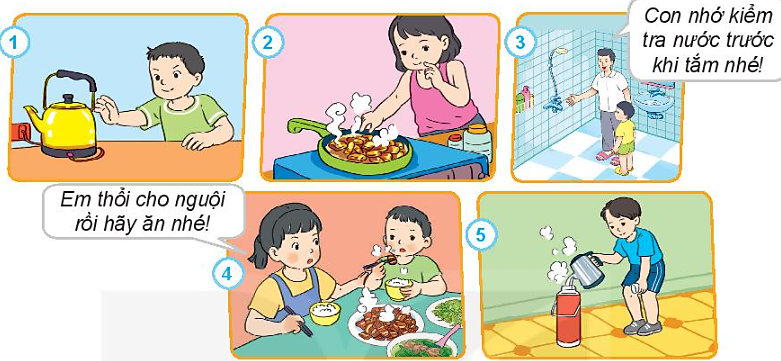 1
2
3
Con nhớ kiểm
tra nước trước
khi tắm nhé!
Em thổi cho nguội
rồi hãy ăn nhé!
4
5